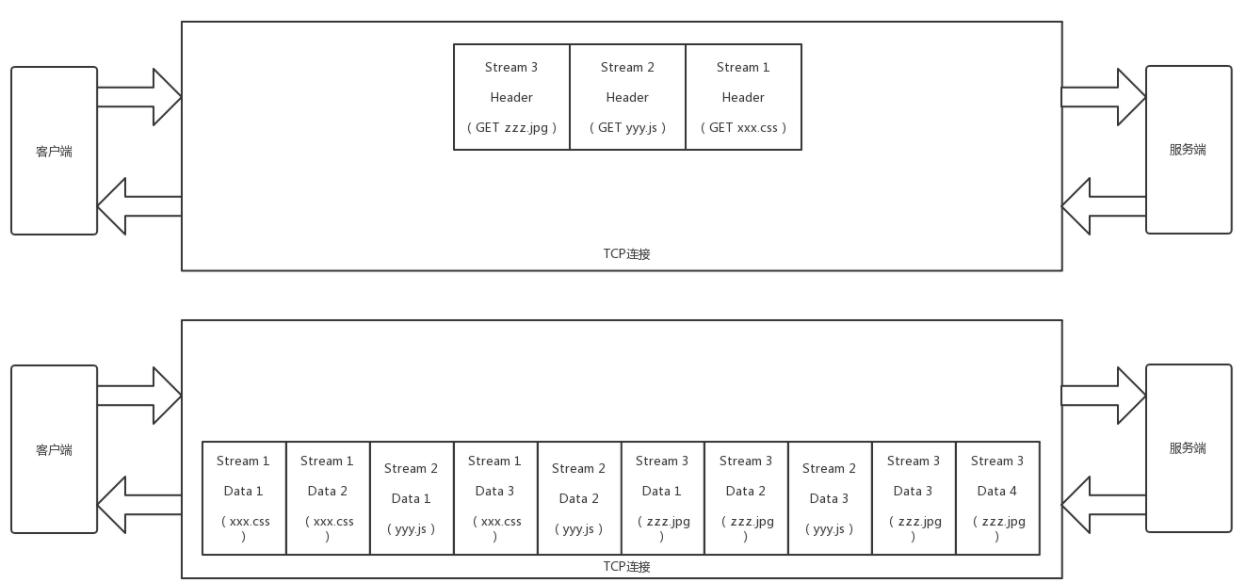 客户端
Stream 3
Header
( GET zzz.jpg )
Stream 2
Header
( GET yyy.js )
Stream 1
Header
( GET xxx.css )
服务端
TCP连接
客户端
Stream 1
Data 1
( xxx.css
)
Stream 1
Data 2
( xxx.css
)
Stream 2
Data 1
( yyy.js )
Stream 1
Data 3
( xxx.css
)
Stream 2
Data 2
( yyy.js )
Stream 3
Data 1
( zzz.jpg
)
Stream 3
Data 2
( zzz.jpg
)
Stream 2
Data 3
( yyy.js )
Stream 3
Data 3
( zzz.jpg
)
Stream 3
Data 4
( zzz.jpg
)
服务端
TCP连接